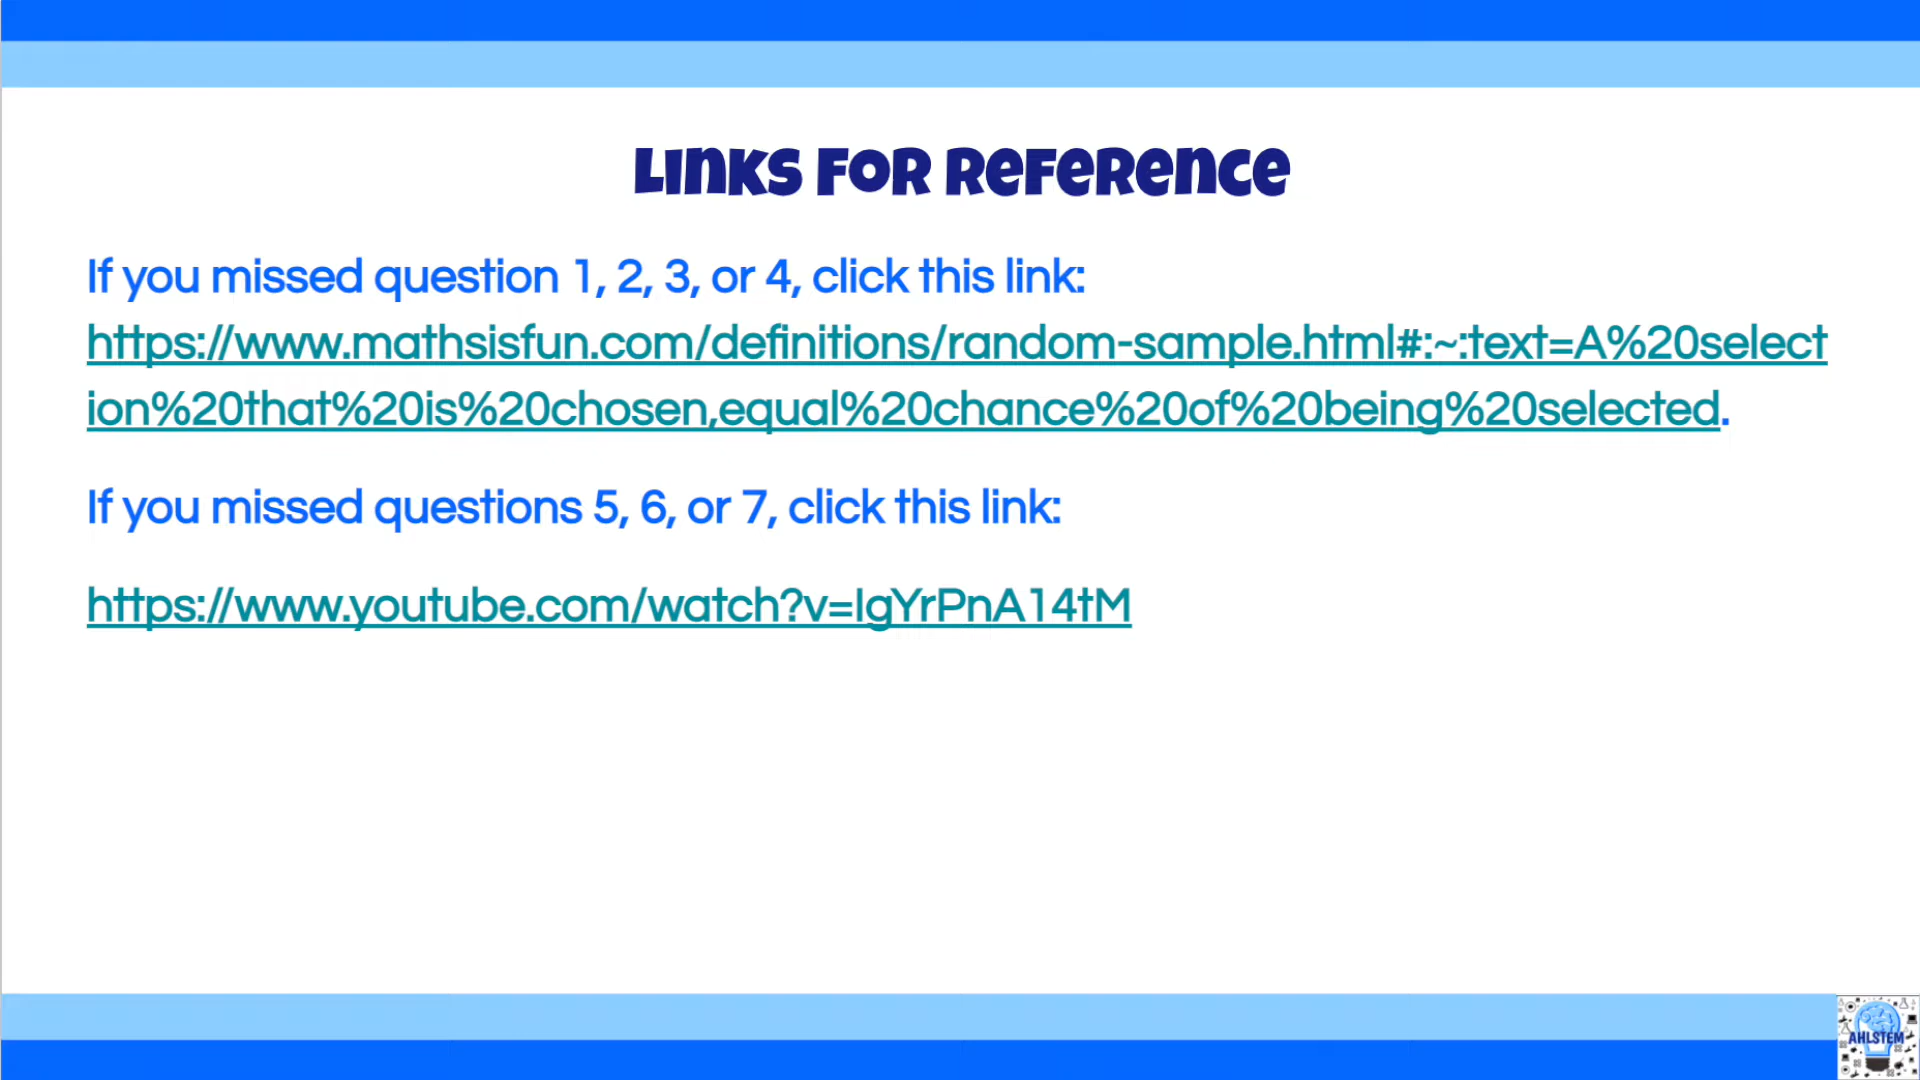 Links for Reference
If you missed question 1, 2, 3, or 4, click this link:
https://www.mathsisfun.com/definitions/random-sample.html#:~:text=A%20select
ion%20that%20is%20chosen,equal%20chance%20of%20being%20selected.
If you missed questions 5, 6, or 7, click this link:
https://www.youtube.com/watch?v=IgYrPnA14tM
AHLSTEM